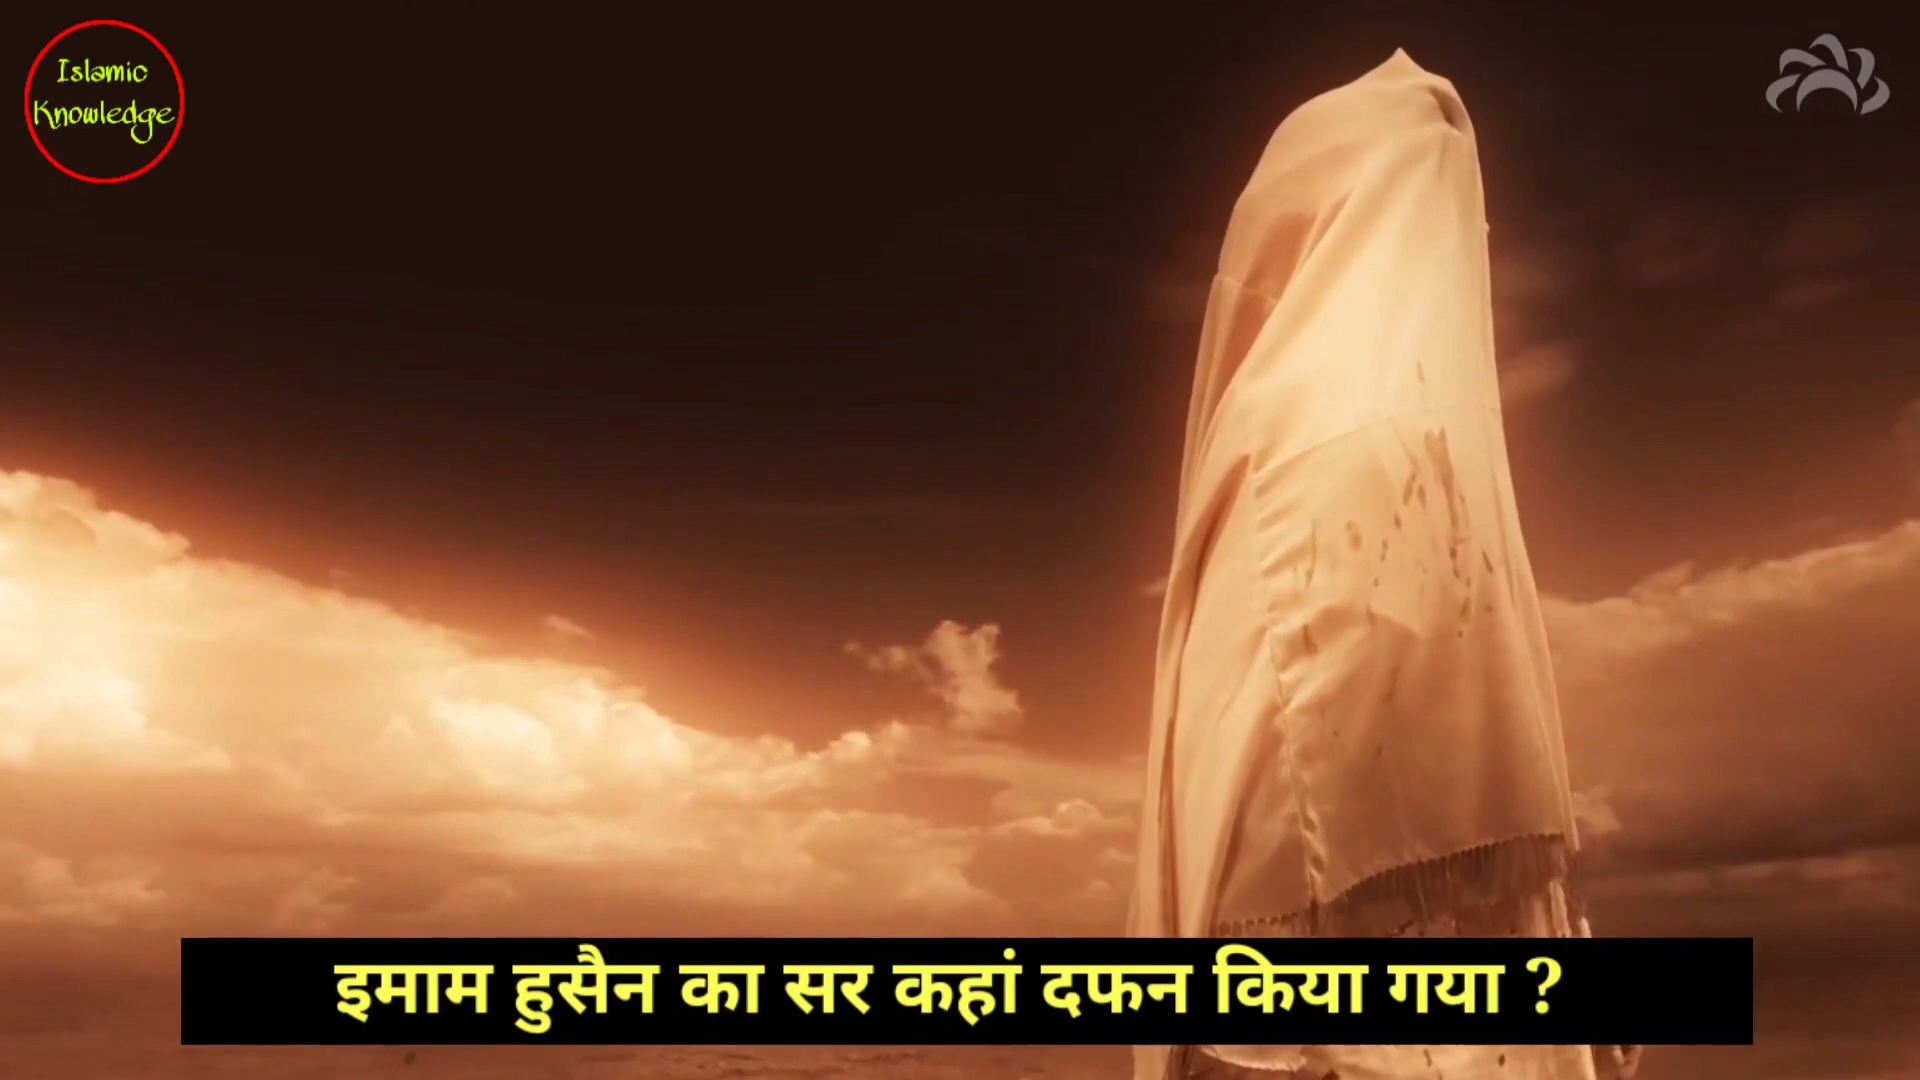 Islamic
Knowledge
इमाम हुसैन का सर कहां दफन किया गया ?